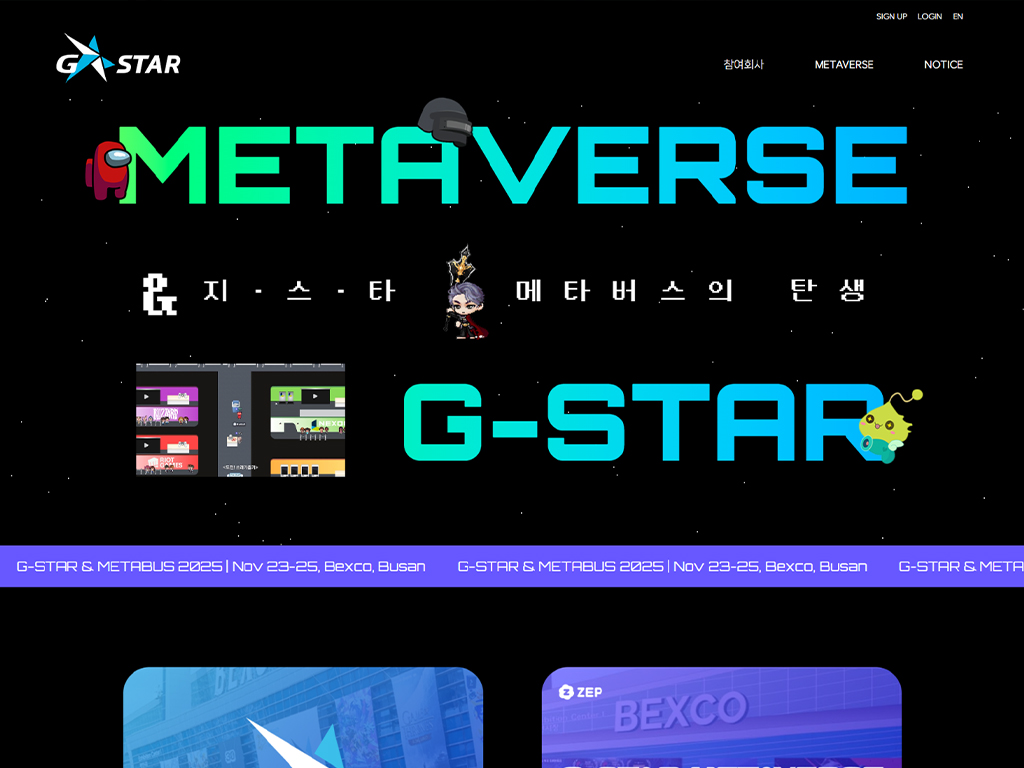 SIGN UP LOGIN EN
G STAR
참여회사 METAVERSE NOTICE
METAVERSE
& 지·스·타 메타버스의 탄생
G-STAR
RIOT GAMES
G-STAR & METABUS 2025 | Nov 23-25, Bexco, Busan G-STAR & METABUS 2025 | Nov 23-25, Bexco, Busan G-STAR & META
ZEP
BEXCO